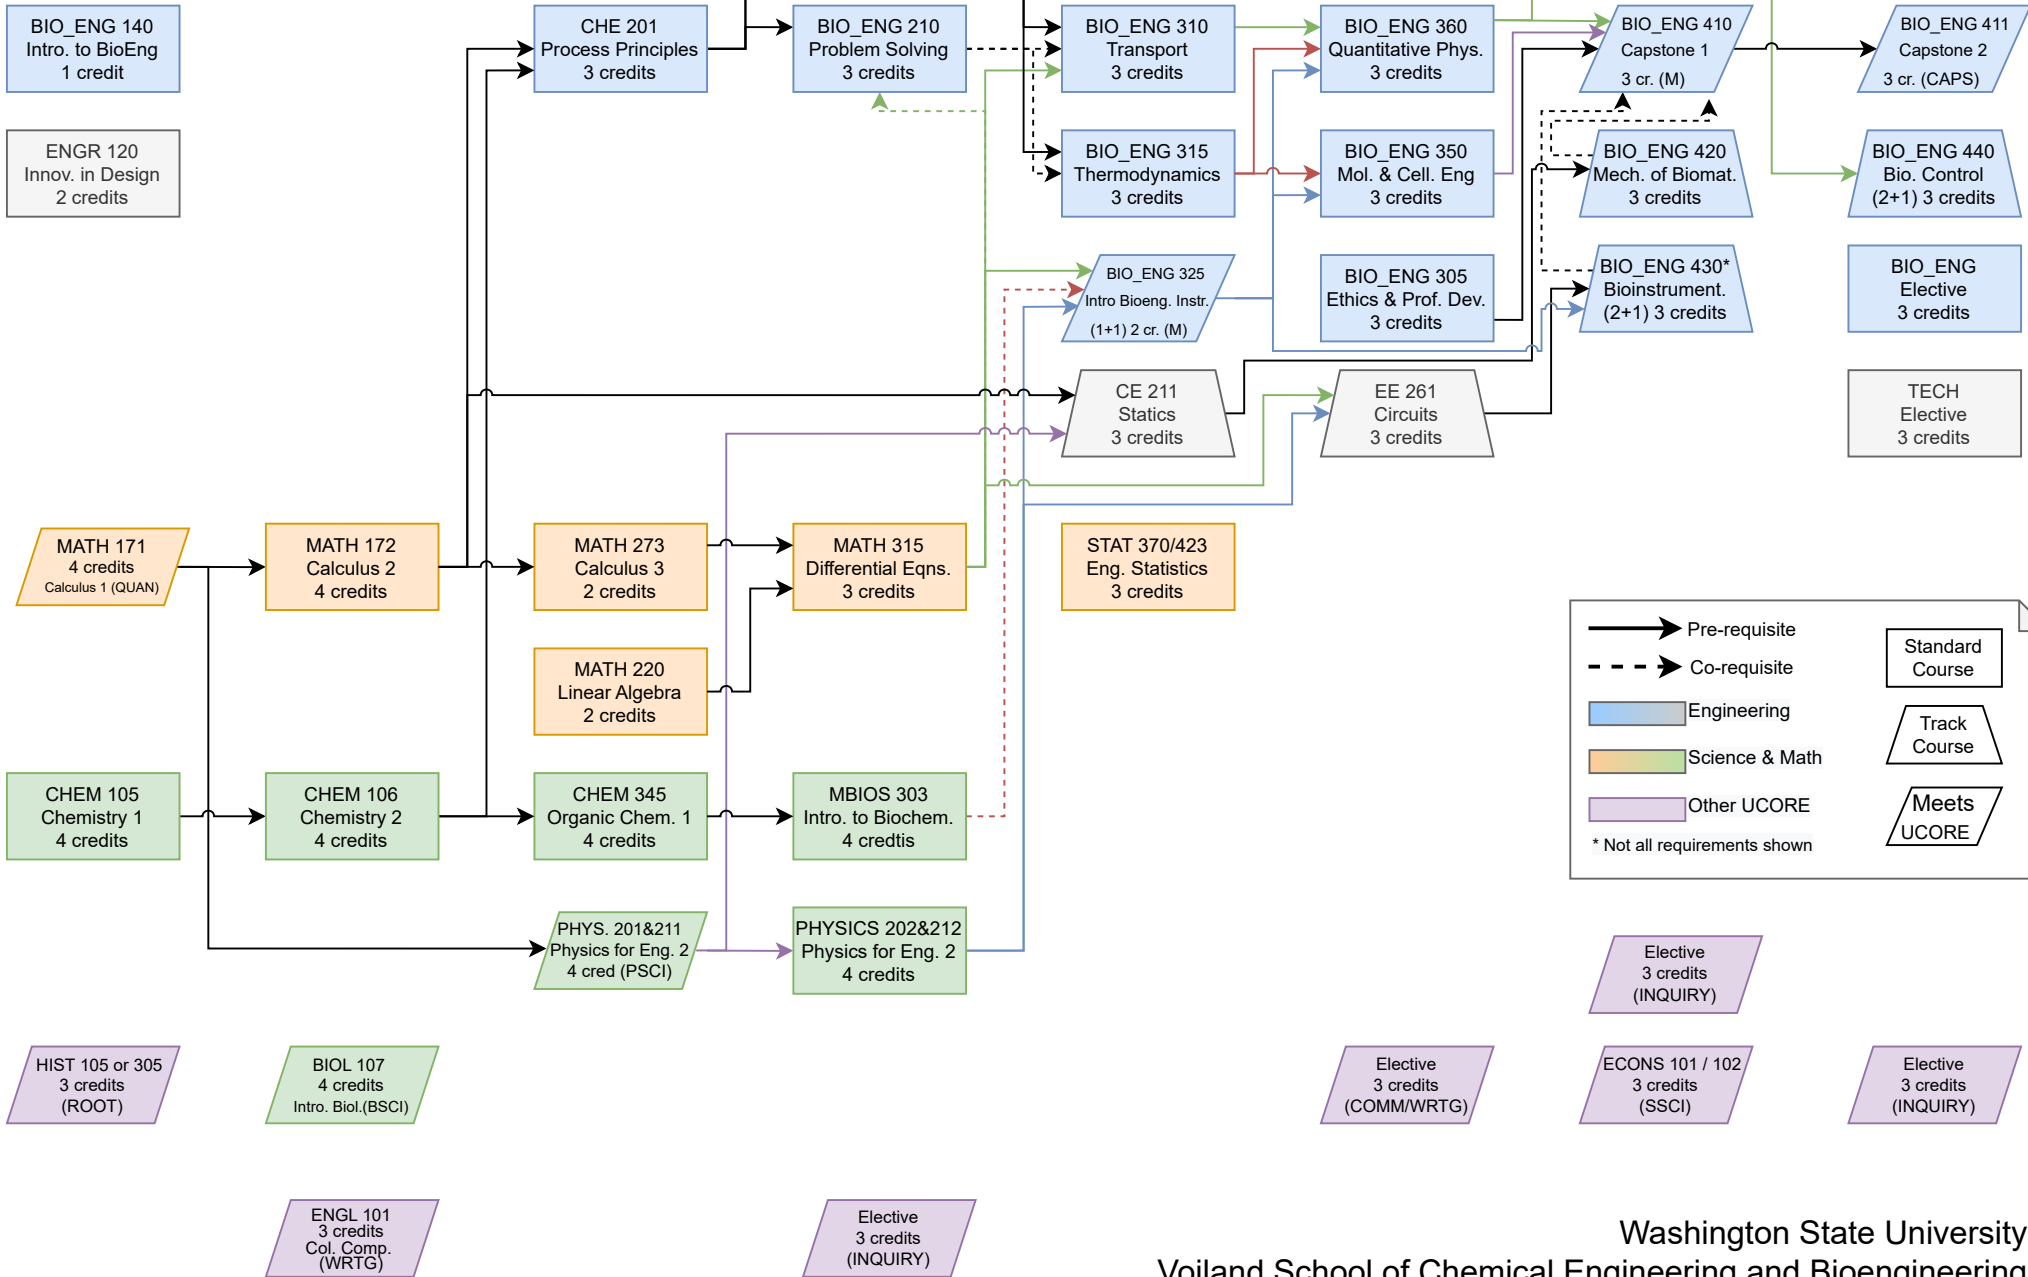 BIO_ENG 140
Intro. to BioEng
1 credit
CHE 201
Process Principles
3 credits
BIO_ENG 210
Problem Solving
3 credits
BIO_ENG 310
Transport
3 credits
BIO_ENG 360
Quantitative Phys.
3 credits
BIO_ENG 410
Capstone 1
3 cr. (M)
BIO_ENG 411
Capstone 2
3 cr. (CAPS)
ENGR 120
Innov. in Design
2 credits
BIO_ENG 315
Thermodynamics
3 credits
BIO_ENG 350
Mol. & Cell. Eng
3 credits
BIO_ENG 420
Mech. of Biomat.
3 credits
BIO_ENG 440
Bio. Control
(2+1) 3 credits
BIO_ENG 325
Intro Bioeng. Instr.
(1+1) 2 cr. (M)
BIO_ENG 305
Ethics & Prof. Dev.
3 credits
BIO_ENG 430*
Bioinstrument.
(2+1) 3 credits
BIO_ENG
Elective
3 credits
CE 211
Statics
3 credits
EE 261
Circuits
3 credits
TECH
Elective
3 credits
MATH 171
4 credits
Calculus 1 (QUAN)
MATH 172
Calculus 2
4 credits
MATH 273
Calculus 3
2 credits
MATH 315
Differential Eqns.
3 credits
STAT 370/423
Eng. Statistics
3 credits
MATH 220
Linear Algebra
2 credits
Pre-requisite
Co-requisite
Engineering
Science & Math
Other UCORE
* Not all requirements shown
Standard
Course
Track
Course
Meets
UCORE
CHEM 105
Chemistry 1
4 credits
CHEM 106
Chemistry 2
4 credits
CHEM 345
Organic Chem. 1
4 credits
MBIOS 303
Intro. to Biochem.
4 credtis
PHYS. 201&211
Physics for Eng. 2
4 cred (PSCI)
PHYSICS 202&212
Physics for Eng. 2
4 credits
Elective
3 credits
(INQUIRY)
HIST 105 or 305
3 credits
(ROOT)
BIOL 107
4 credits
Intro. Biol.(BSCI)
Elective
3 credits
(COMM/WRTG)
ECONS 101 / 102
3 credits
(SSCI)
Elective
3 credits
(INQUIRY)
ENGL 101
3 credits
Col. Comp.
(WRTG)
Elective
3 credits
(INQUIRY)
Washington State University
Voiland School of Chemical Engineering and Bioengineering